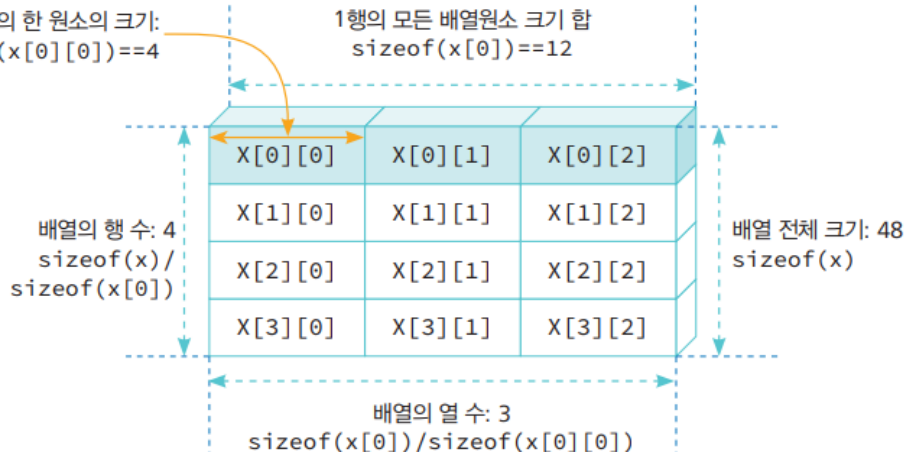 의 한 원소의 크기:
(x[0][0])==4
1행의 모든 배열원소 크기 합
sizeof(x[0])==12
X[0][0] X[0][1] X[0][2]
X[1][0] X[1][1] X[1][2]
X[2][0] X[2][1] X[2][2]
X[3][0] X[3][1] X[3][2]
배열의 행 수: 4
sizeof(x)/
sizeof(x[0])
배열 전체 크기: 48
sizeof(x)
배열의 열 수: 3
sizeof(x[0])/sizeof(x[0][0])